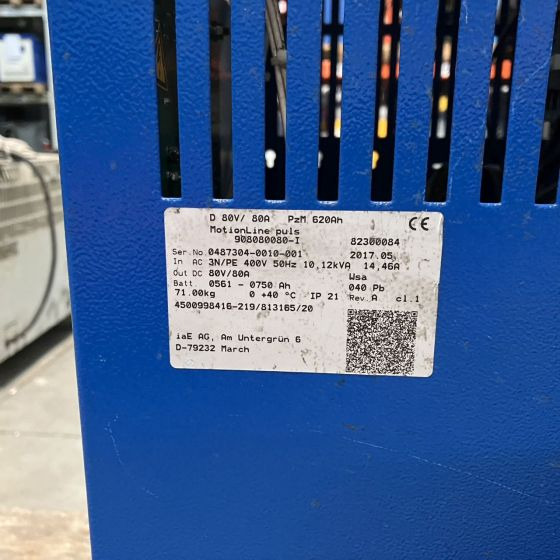 D 80V/ 80A PzM 620Ah
CE
MotionLine puls
908080080-I 82300084
Ser.No.0487304-0010-001 2017.05
In AC 3N/PE 400V 50Hz 10,12kVA 14,46A
Out DC 80V/80A Wsa
Batt 0561 - 0750 Ah 040 Pb
71.00kg 0 +40 °C IP 21 Rev.A cl.1
4500998416-219/813165/20
iaE AG, Am Untergrün 6
D-79232 March